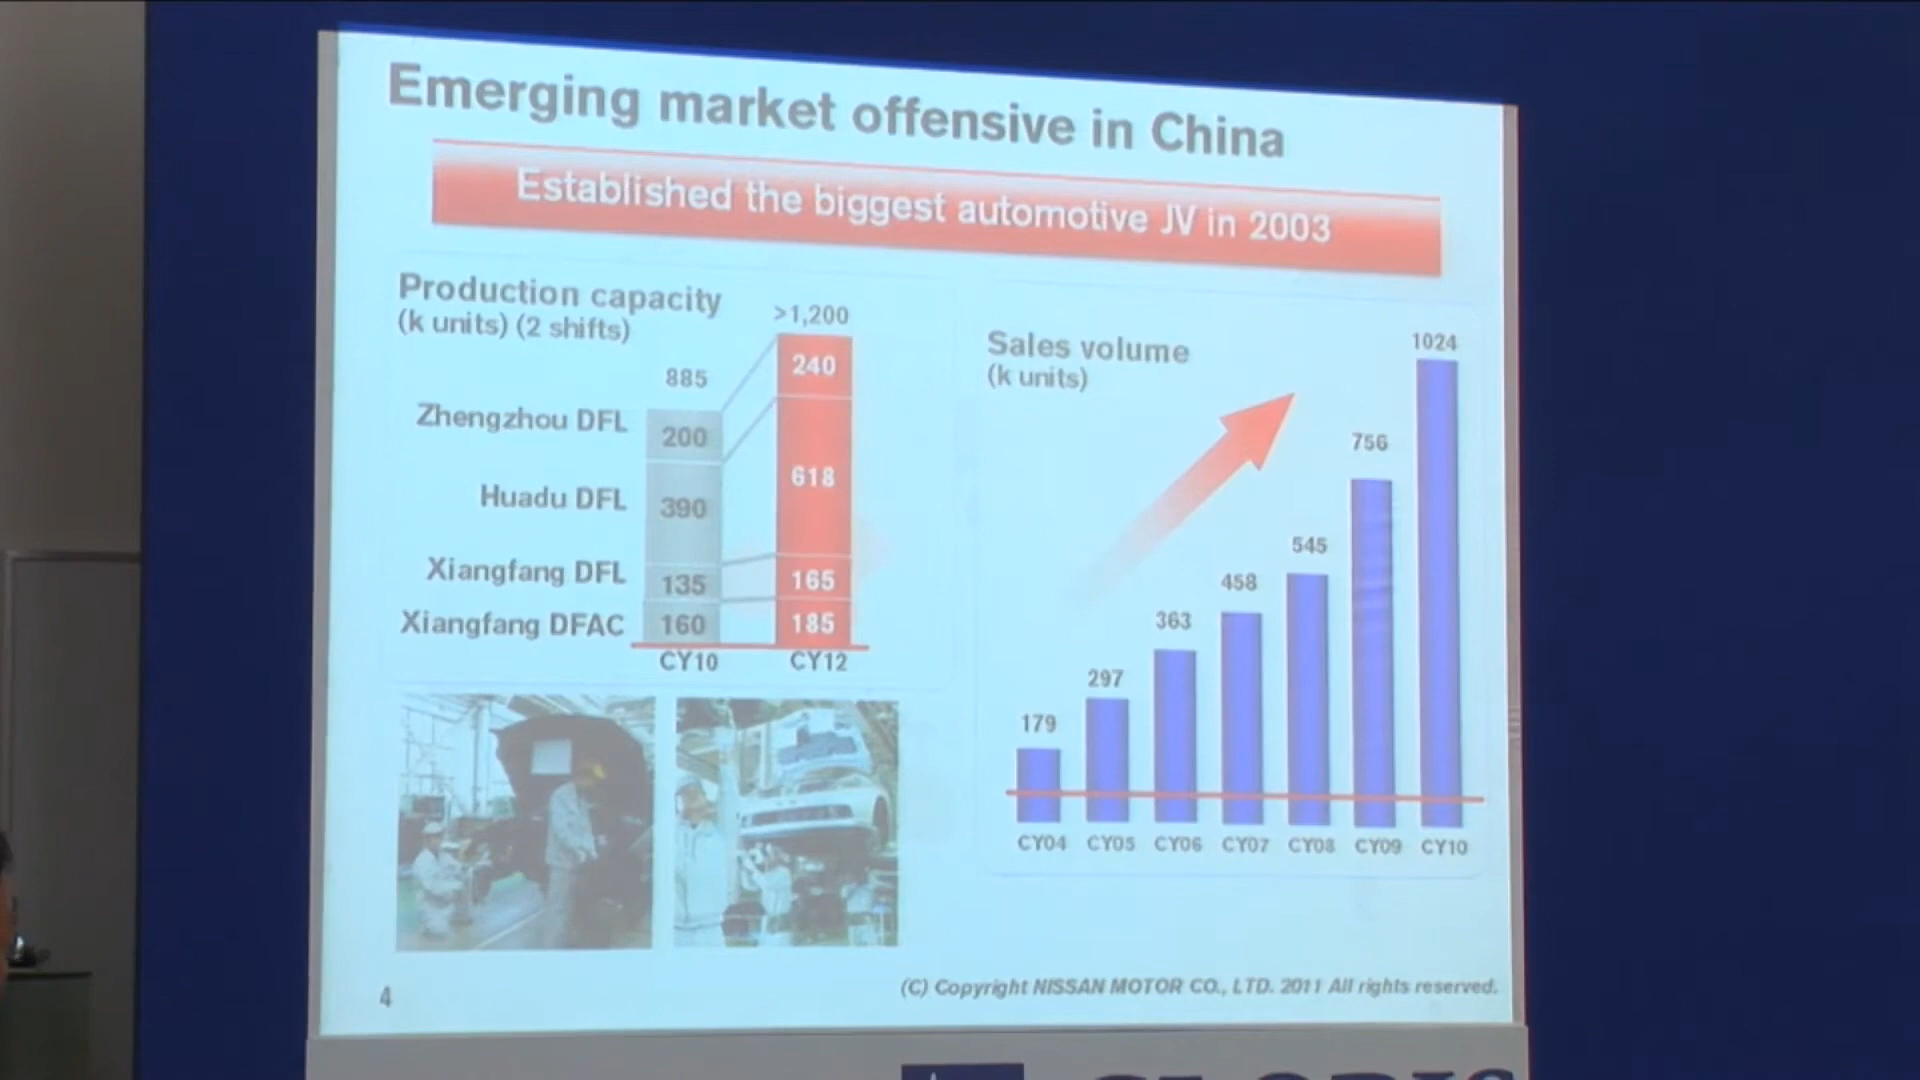 Emerging market offensive in China
Established the biggest automotive JV in 2003
Production capacity
(k units) (2 shifts)
>1,200
885
240
Zhengzhou DFL
200
618
Huadu DFL
390
Xiangfang DFL
135
165
Xiangfang DFAC
160
185
CY10
CY12
Sales volume
(k units)
1024
756
545
458
363
297
179
CY04 CY05 CY06 CY07 CY08 CY09 CY10
4
(C) Copyright NISSAN MOTOR CO., LTD. 2011 All rights reserved.